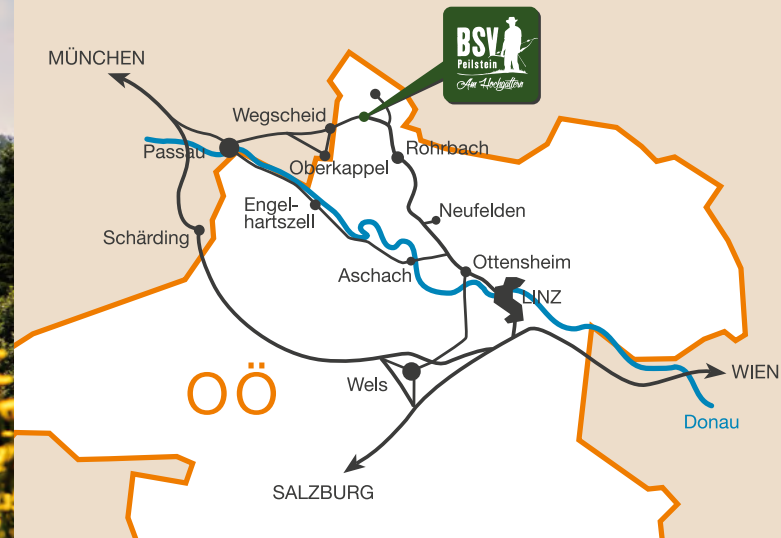 BSV
Peilstein
Am Hochgattern
MÜNCHEN
Wegscheid
Passau
Oberkappel
Rohrbach
Engel-
hartszell
Neufelden
Schärding
Aschach
Ottensheim
LINZ
OÖ
Wels
WIEN
Donau
SALZBURG